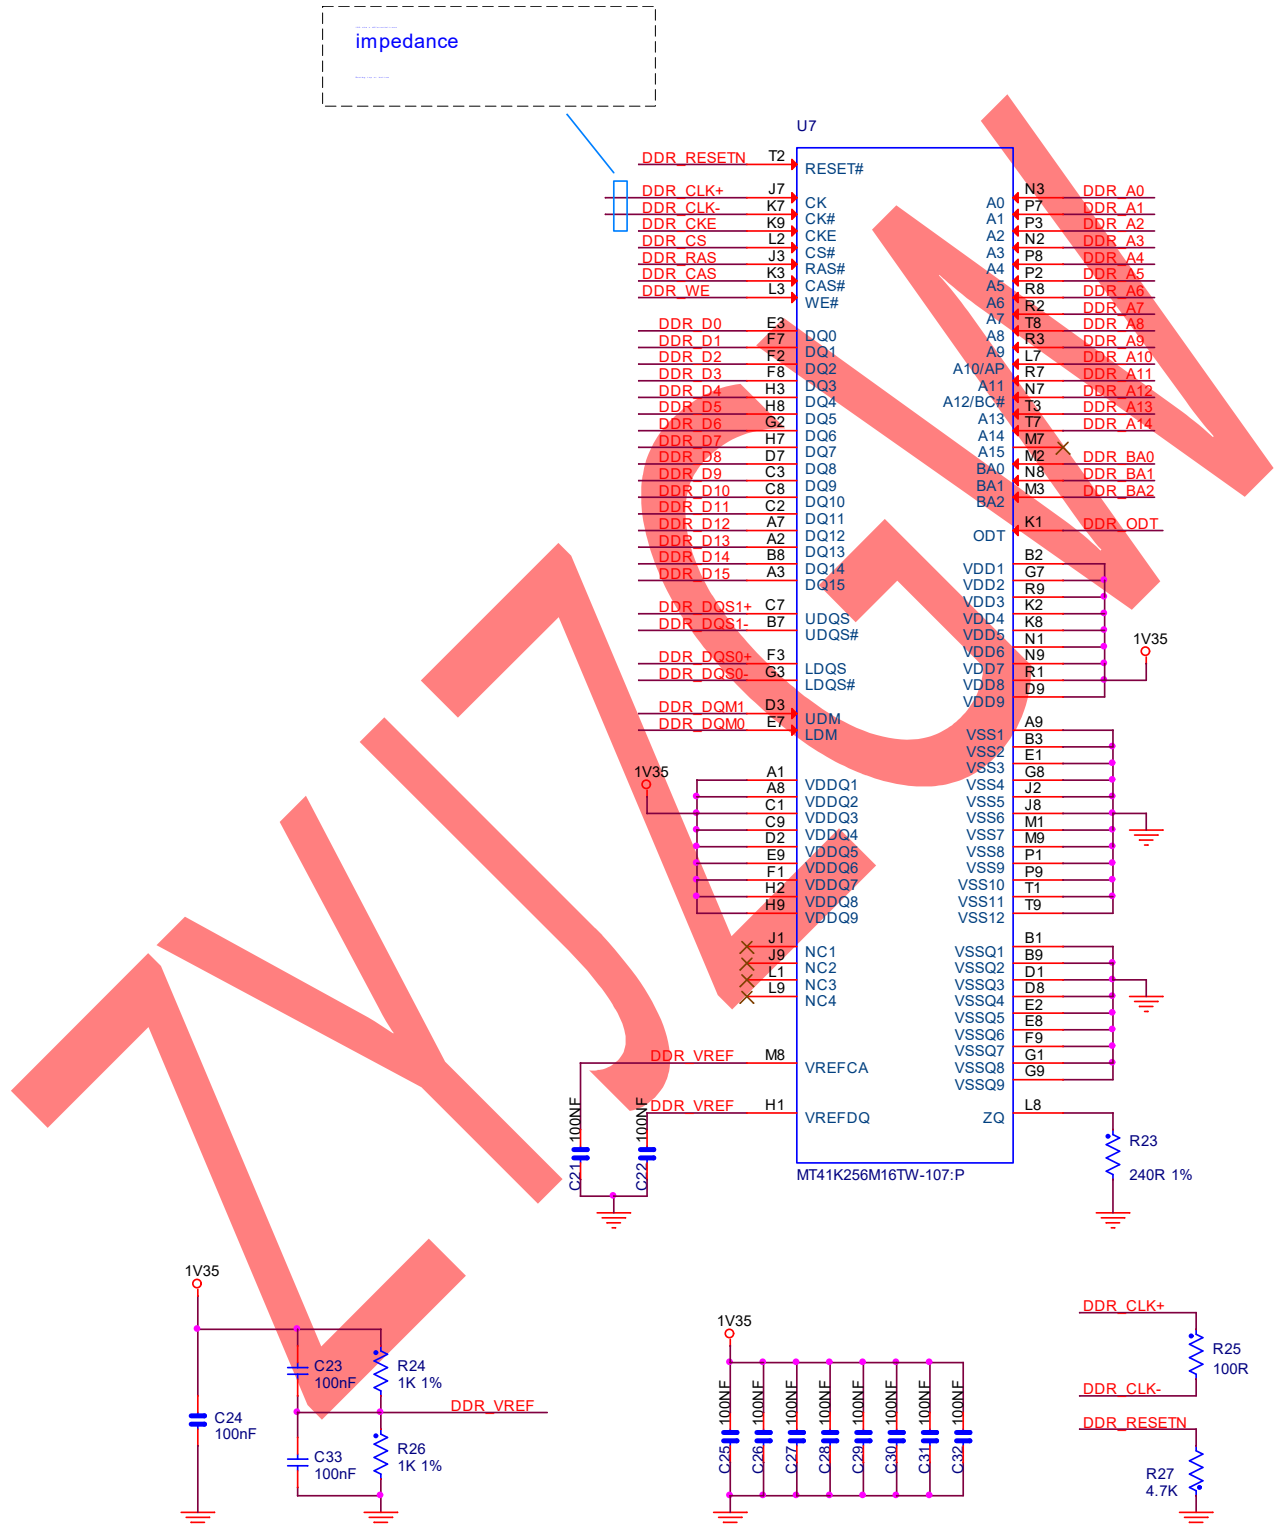 impedance
U7
DDR_RESETN T2 RESET#
DDR_CLK+ J7 CK
DDR_CLK- K7 CK#
DDR_CKE K9 CKE
DDR_CS L2 CS#
DDR_RAS J3 RAS#
DDR_CAS K3 CAS#
DDR_WE L3 WE#
DDR_D0 E3 DQ0
DDR_D1 F7 DQ1
DDR_D2 F2 DQ2
DDR_D3 F8 DQ3
DDR_D4 H3 DQ4
DDR_D5 H8 DQ5
DDR_D6 G2 DQ6
DDR_D7 H7 DQ7
DDR_D8 D7 DQ8
DDR_D9 C3 DQ9
DDR_D10 C8 DQ10
DDR_D11 C2 DQ11
DDR_D12 A7 DQ12
DDR_D13 A2 DQ13
DDR_D14 B8 DQ14
DDR_D15 A3 DQ15
DDR_DQS1+ C7 UDQS
DDR_DQS1- B7 UDQS#
DDR_DQS0+ F3 LDQS
DDR_DQS0- G3 LDQS#
DDR_DQM1 D3 UDM
DDR_DQM0 E7 LDM
1V35
A1 VDDQ1
A8 VDDQ2
C1 VDDQ3
C9 VDDQ4
D2 VDDQ5
E9 VDDQ6
F1 VDDQ7
H2 VDDQ8
H9 VDDQ9
J1 NC1
J9 NC2
L1 NC3
L9 NC4
DDR_VREF M8 VREFCA
DDR_VREF H1 VREFDQ
C21 100NF
C22 100NF
A0 N3 DDR_A0
A1 P7 DDR_A1
A2 P3 DDR_A2
A3 N2 DDR_A3
A4 P8 DDR_A4
A5 P2 DDR_A5
A6 R8 DDR_A6
A7 R2 DDR_A7
A8 T8 DDR_A8
A9 R3 DDR_A9
A10/AP L7 DDR_A10
A11 R7 DDR_A11
A12/BC# N7 DDR_A12
A13 T3 DDR_A13
A14 T7 DDR_A14
A15 M7
BA0 M2 DDR_BA0
BA1 N8 DDR_BA1
BA2 M3 DDR_BA2
ODT K1 DDR_ODT
VDD1 B2
VDD2 G7
VDD3 R9
VDD4 K2
VDD5 K8
VDD6 N1
VDD7 N9
VDD8 R1
VDD9 D9
1V35
VSS1 A9
VSS2 B3
VSS3 E1
VSS4 G8
VSS5 J2
VSS6 J8
VSS7 M1
VSS8 M9
VSS9 P1
VSS10 P9
VSS11 T1
VSS12 T9
VSSQ1 B1
VSSQ2 B9
VSSQ3 D1
VSSQ4 D8
VSSQ5 E2
VSSQ6 E8
VSSQ7 F9
VSSQ8 G1
VSSQ9 G9
ZQ L8
R23
240R 1%
MT41K256M16TW-107:P
1V35
C23
100nF
R24
1K 1%
DDR_VREF
C24
100nF
C33
100nF
R26
1K 1%
1V35
C25 100NF
C26 100NF
C27 100NF
C28 100NF
C29 100NF
C30 100NF
C31 100NF
C32 100NF
DDR_CLK+
R25
100R
DDR_CLK-
DDR_RESETN
R27
4.7K